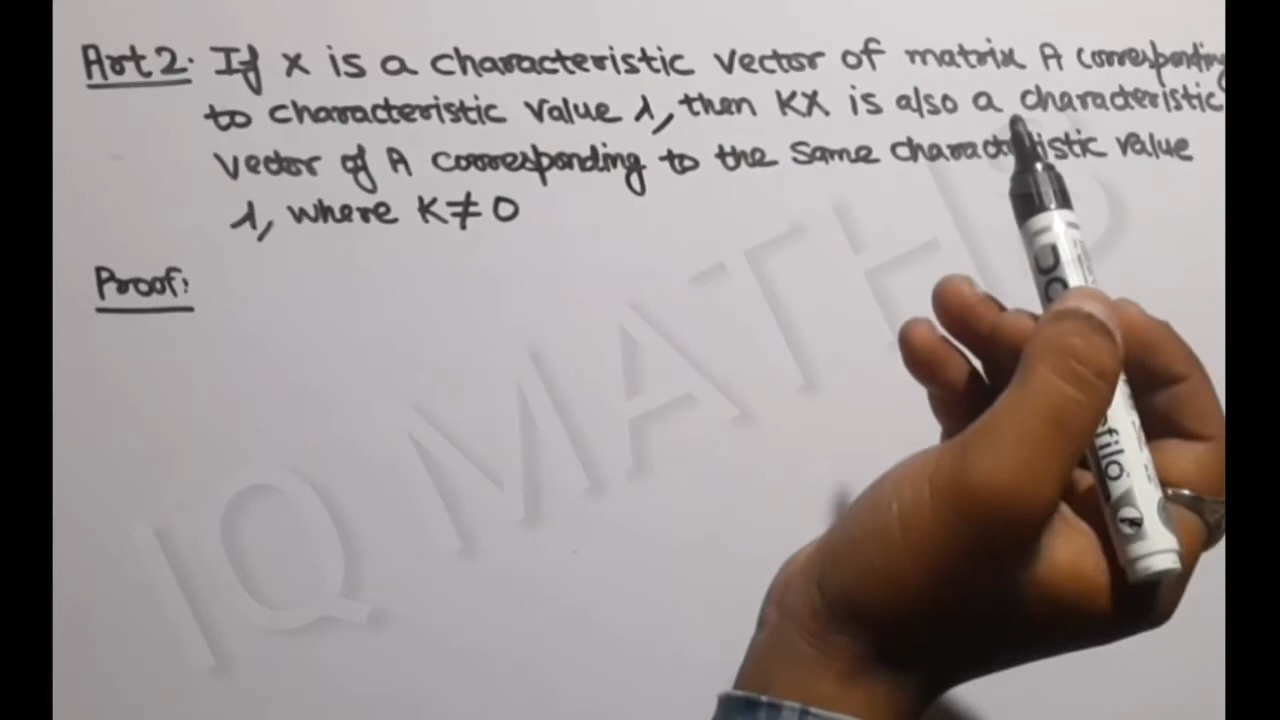 Art 2. If X is a characteristic vector of matrix A corresponding
to characteristic value λ, then KX is also a characteristic
vector of A corresponding to the same characteristic value
λ, where K ≠ 0
Proof:
IQ MATHS